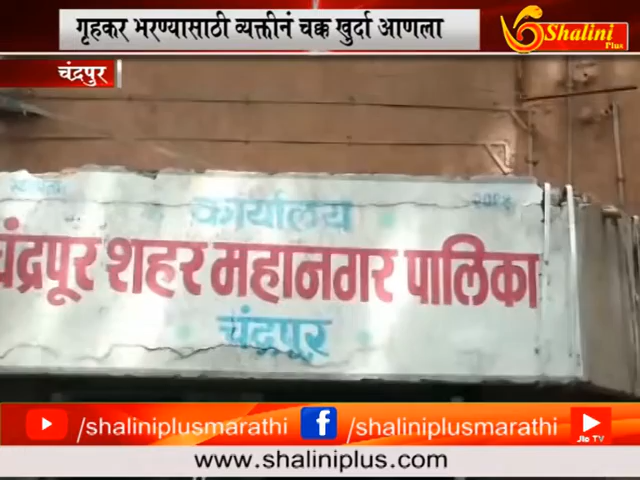 गृहकर भरण्यासाठी व्यक्तीनं चक्क खुर्दा आणला
Shalini
Plus
चंद्रपूर
कार्यालय
चंद्रपूर शहर महानगर पालिका
चंद्रपूर
/shaliniplusmarathi
/shaliniplusmarathi
Jio TV
www.shaliniplus.com